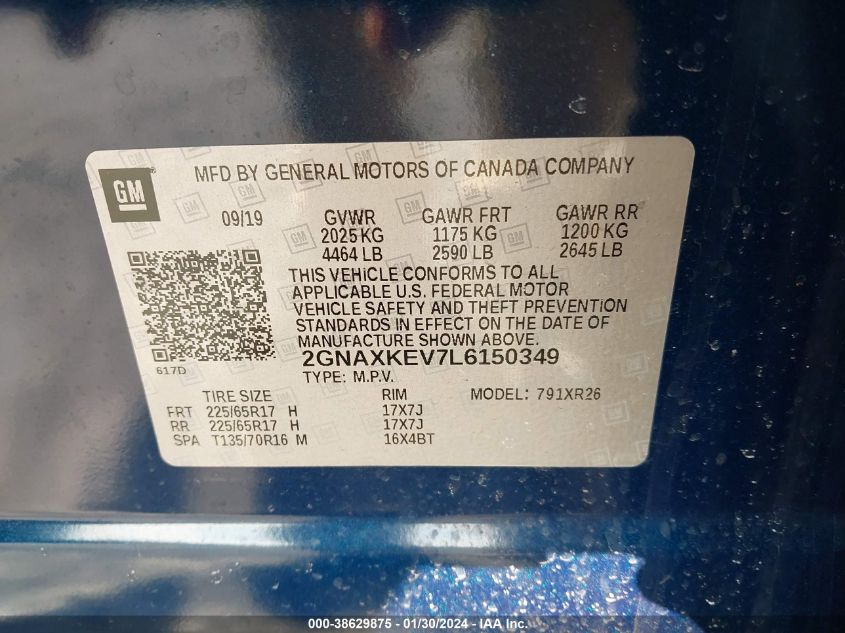 MFD BY GENERAL MOTORS OF CANADA COMPANY
GM
09/19 GVWR GAWR FRT GAWR RR
2025 KG 1175 KG 1200 KG
4464 LB 2590 LB 2645 LB
THIS VEHICLE CONFORMS TO ALL
APPLICABLE U.S. FEDERAL MOTOR
VEHICLE SAFETY AND THEFT PREVENTION
STANDARDS IN EFFECT ON THE DATE OF
MANUFACTURE SHOWN ABOVE.
617D 2GNAXKEV7L6150349
TYPE: M.P.V. MODEL: 791XR26
TIRE SIZE RIM
FRT 225/65R17 H 17X7J
RR 225/65R17 H 17X7J
SPA T135/70R16 M 16X4BT
000-38629875 - 01/30/2024 - IAA Inc.